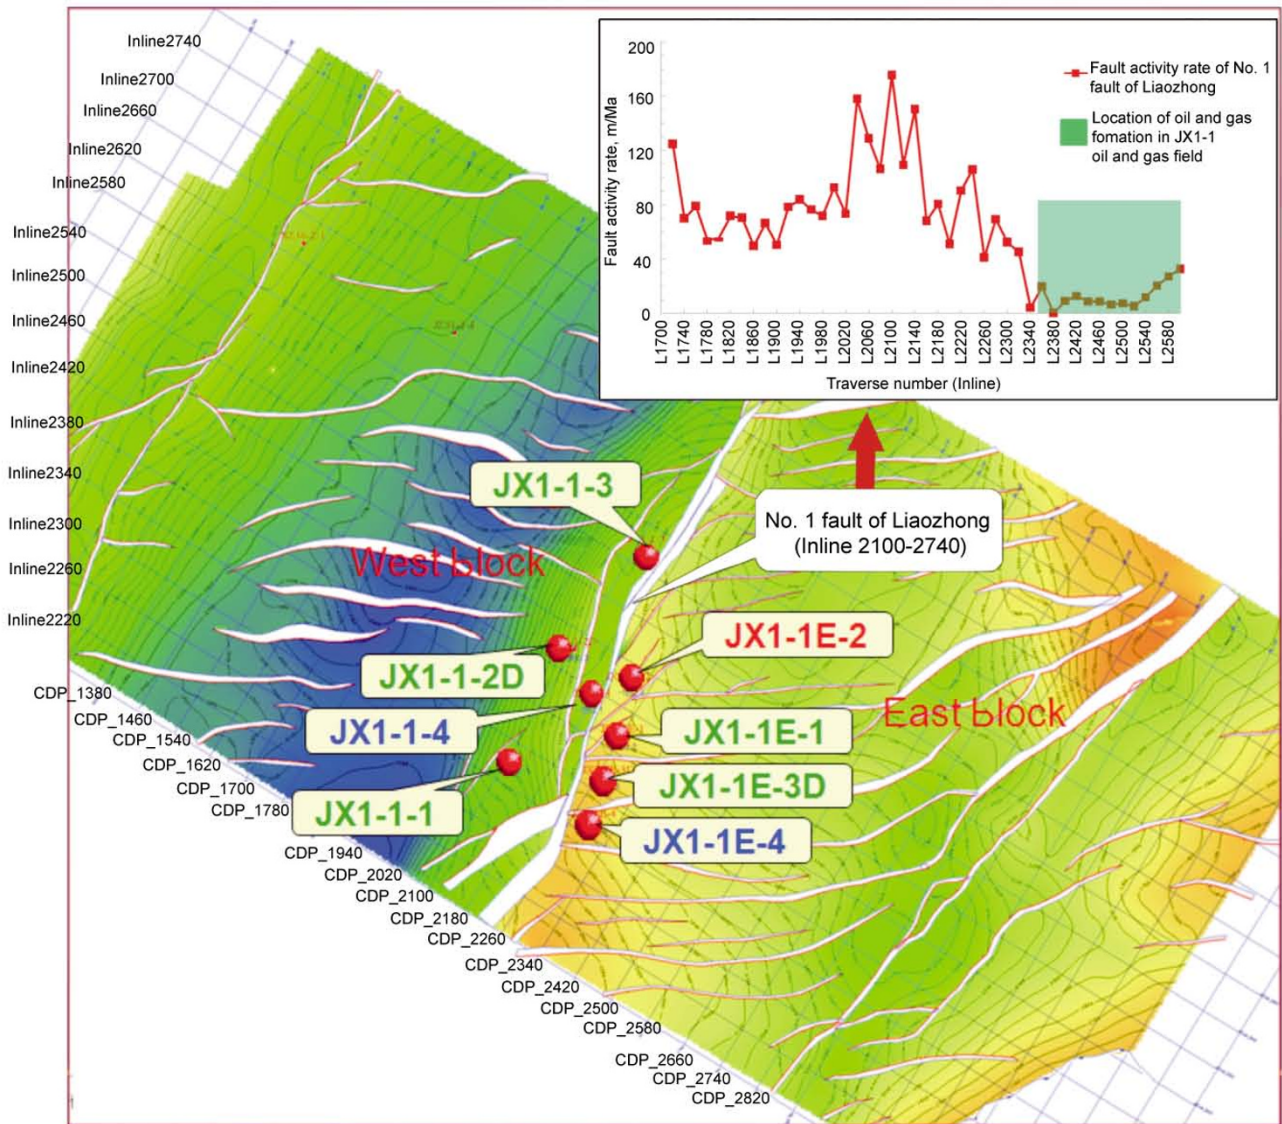 Inline2740
Inline2700
Inline2660
Inline2620
Inline2580
Inline2540
Inline2500
Inline2460
Inline2420
Inline2380
Inline2340
Inline2300
Inline2260
Inline2220
CDP_1380
CDP_1460
CDP_1540
CDP_1620
CDP_1700
CDP_1780
CDP_1940
CDP_2020
CDP_2100
CDP_2180
CDP_2260
CDP_2340
CDP_2420
CDP_2500
CDP_2580
CDP_2660
CDP_2740
CDP_2820
Fault activity rate, m/Ma
200
160
120
80
40
0
L1700
L1740
L1780
L1820
L1860
L1900
L1940
L1980
L2020
L2060
L2100
L2140
L2180
L2220
L2260
L2300
L2340
L2380
L2420
L2460
L2500
L2540
L2580
Traverse number (Inline)
Fault activity rate of No. 1
fault of Liaozhong
Location of oil and gas
fomation in JX1-1
oil and gas field
JX1-1-3
No. 1 fault of Liaozhong
(Inline 2100-2740)
West block
JX1-1E-2
JX1-1-2D
East block
JX1-1-4
JX1-1E-1
JX1-1E-3D
JX1-1-1
JX1-1E-4